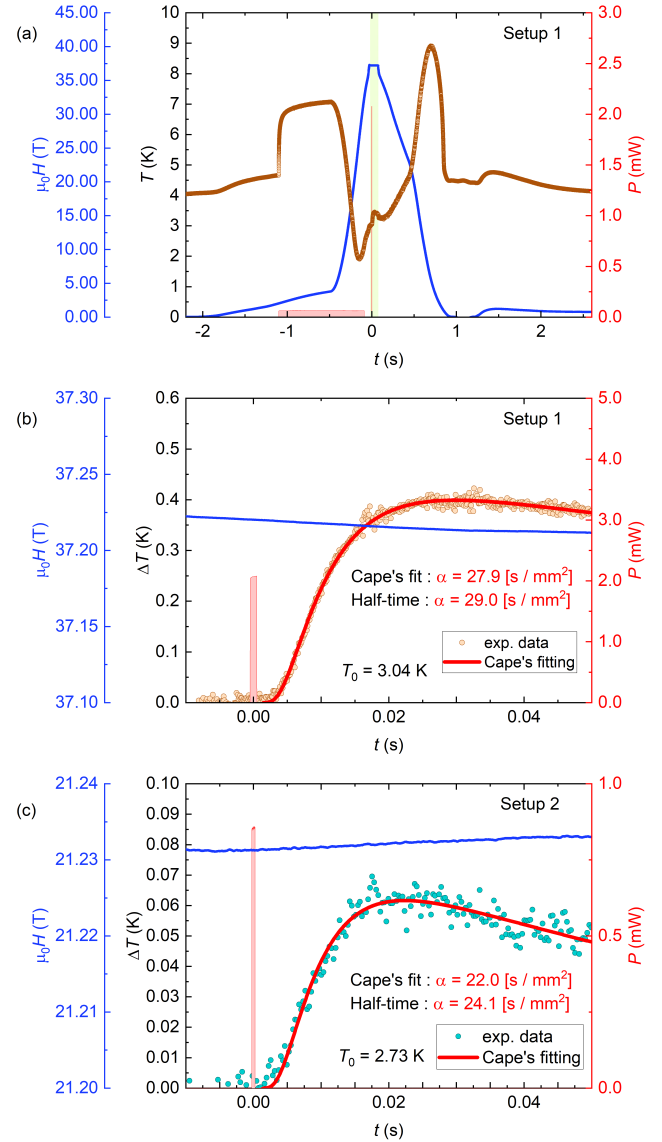 (a)
Setup 1
μ₀H (T)
45.00
40.00
35.00
30.00
25.00
20.00
15.00
10.00
5.00
0.00
T (K)
10
9
8
7
6
5
4
3
2
1
0
P (mW)
3.0
2.5
2.0
1.5
1.0
0.5
0.0
-2 -1 0 1 2
t (s)
(b)
Setup 1
μ₀H (T)
37.30
37.25
37.20
37.15
37.10
ΔT (K)
0.6
0.5
0.4
0.3
0.2
0.1
0.0
P (mW)
5.0
4.0
3.0
2.0
1.0
0.0
Cape's fit : α = 27.9 [s / mm²]
Half-time : α = 29.0 [s / mm²]
exp. data
Cape's fitting
T₀ = 3.04 K
0.00 0.02 0.04
t (s)
(c)
Setup 2
μ₀H (T)
21.24
21.23
21.22
21.21
21.20
ΔT (K)
0.10
0.09
0.08
0.07
0.06
0.05
0.04
0.03
0.02
0.01
0.00
P (mW)
1.0
0.5
0.0
Cape's fit : α = 22.0 [s / mm²]
Half-time : α = 24.1 [s / mm²]
exp. data
Cape's fitting
T₀ = 2.73 K
0.00 0.02 0.04
t (s)